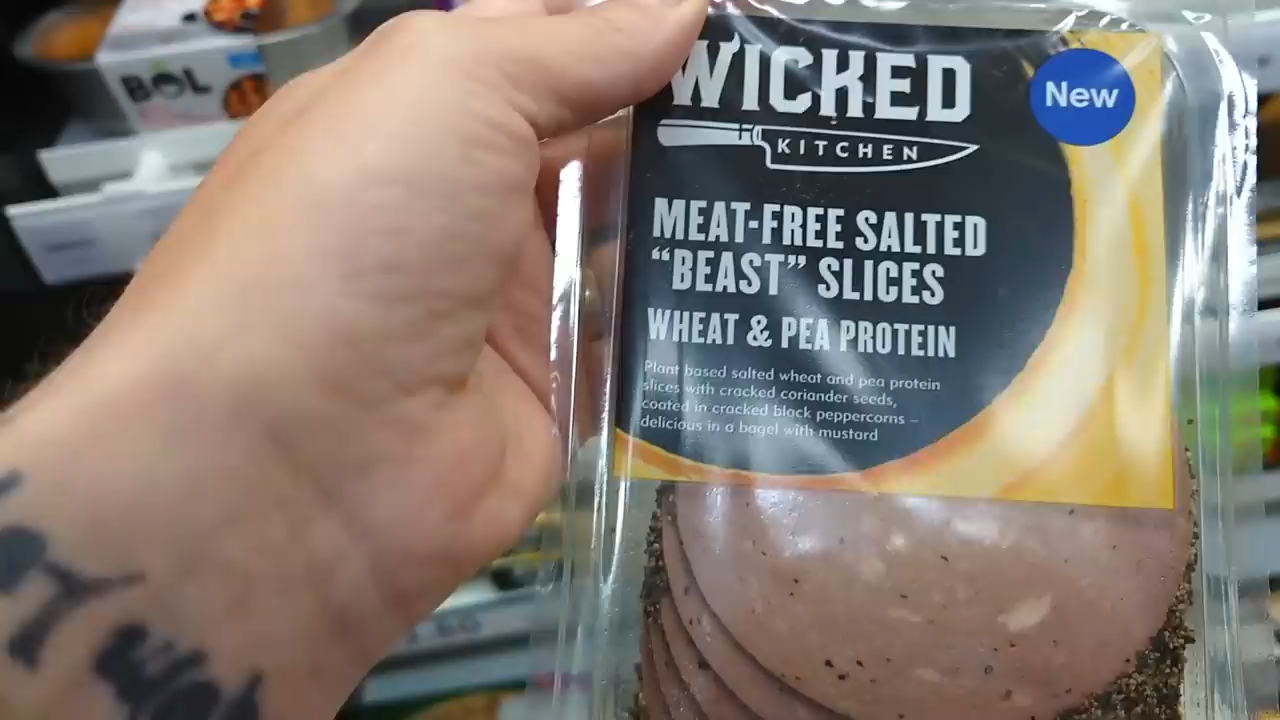 BOL
WICKED
New
KITCHEN
MEAT-FREE SALTED
“BEAST” SLICES
WHEAT & PEA PROTEIN
Plant based salted wheat and pea protein
slices with cracked coriander seeds,
coated in cracked black peppercorns –
delicious in a bagel with mustard